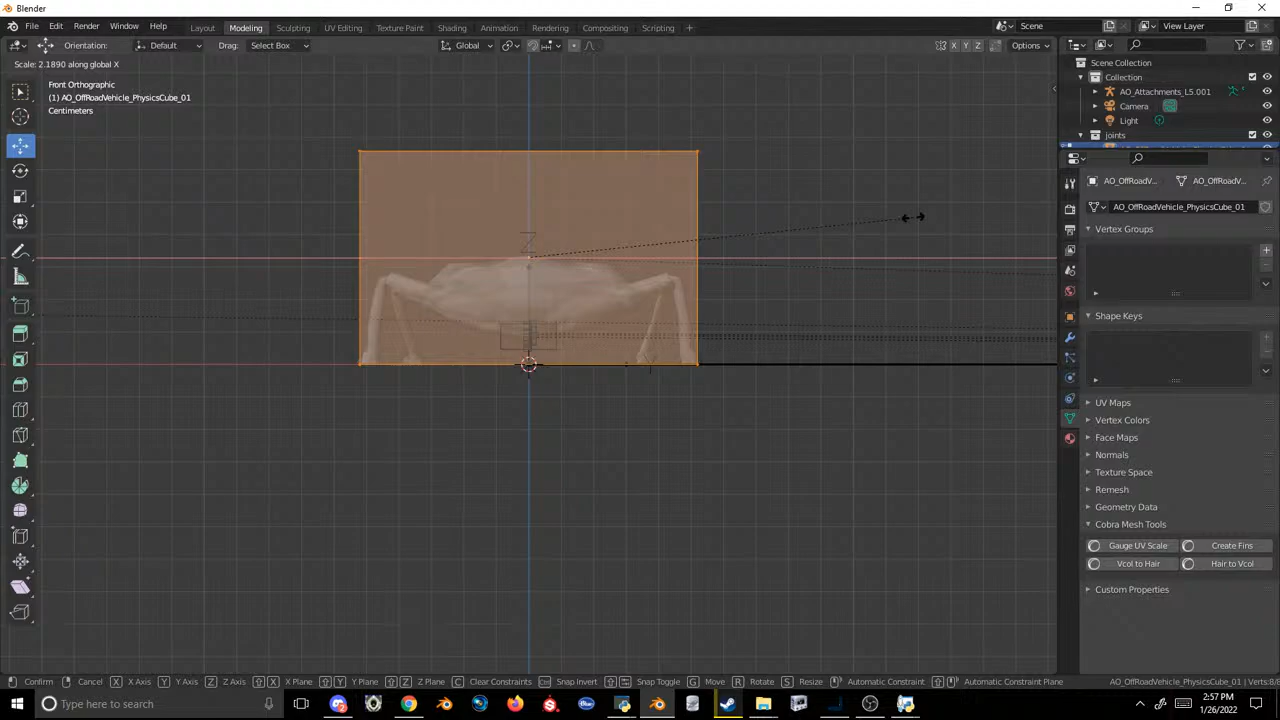 Blender
File Edit Render Window Help Layout Modeling Sculpting UV Editing Texture Paint Shading Animation Rendering Compositing Scripting + Scene View Layer
Orientation: Default Drag: Select Box Global X Y Z Options
Scale: 2.1890 along global X
Front Orthographic
(1) AO_OffRoadVehicle_PhysicsCube_01
Centimeters
Scene Collection
Collection
AO_Attachments_L5.001
Camera
Light
joints
AO_OffRoadV... AO_OffRoadV...
AO_OffRoadVehicle_PhysicsCube_01
Vertex Groups
Shape Keys
UV Maps
Vertex Colors
Face Maps
Normals
Texture Space
Remesh
Geometry Data
Cobra Mesh Tools
Gauge UV Scale Create Fins
Vcol to Hair Hair to Vcol
Custom Properties
Confirm Cancel X X Axis Y Y Axis Z Z Axis X X Plane Y Y Plane Z Z Plane C Clear Constraints Snap Invert Snap Toggle G Move R Rotate S Resize Automatic Constraint Automatic Constraint Plane AO_OffRoadVehicle_PhysicsCube_01 | Verts:8/8
Type here to search
2:57 PM
1/26/2022